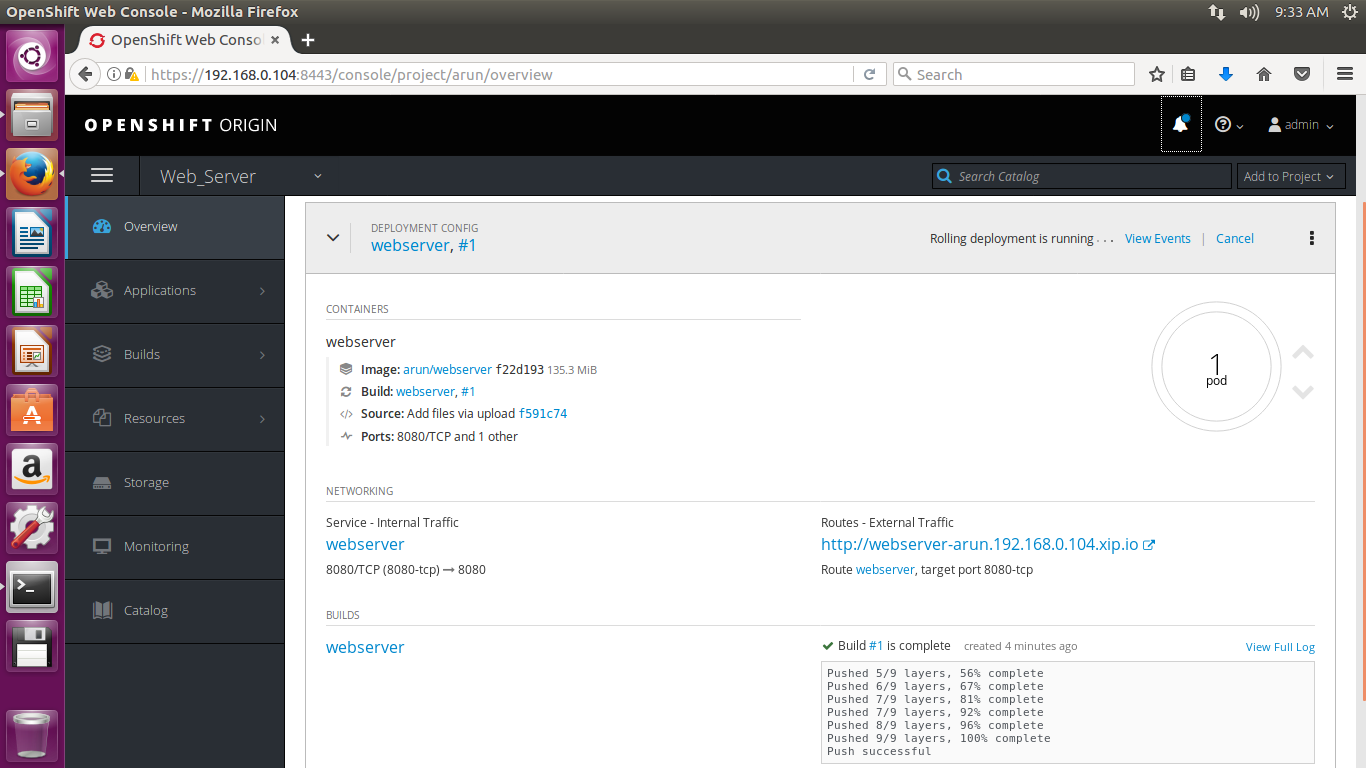 OpenShift Web Console - Mozilla Firefox
9:33 AM
OpenShift Web Conso
https://192.168.0.104:8443/console/project/arun/overview
Search
OPENSHIFT ORIGIN
admin
Web_Server
Search Catalog
Add to Project
Overview
Applications
Builds
Resources
Storage
Monitoring
Catalog
DEPLOYMENT CONFIG
webserver, #1
Rolling deployment is running . . . View Events | Cancel
CONTAINERS
webserver
Image: arun/webserver f22d193 135.3 MiB
Build: webserver, #1
Source: Add files via upload f591c74
Ports: 8080/TCP and 1 other
1
pod
NETWORKING
Service - Internal Traffic
webserver
8080/TCP (8080-tcp) → 8080
Routes - External Traffic
http://webserver-arun.192.168.0.104.xip.io
Route webserver, target port 8080-tcp
BUILDS
webserver
Build #1 is complete created 4 minutes ago
View Full Log
Pushed 5/9 layers, 56% complete
Pushed 6/9 layers, 67% complete
Pushed 7/9 layers, 81% complete
Pushed 7/9 layers, 92% complete
Pushed 8/9 layers, 96% complete
Pushed 9/9 layers, 100% complete
Push successful